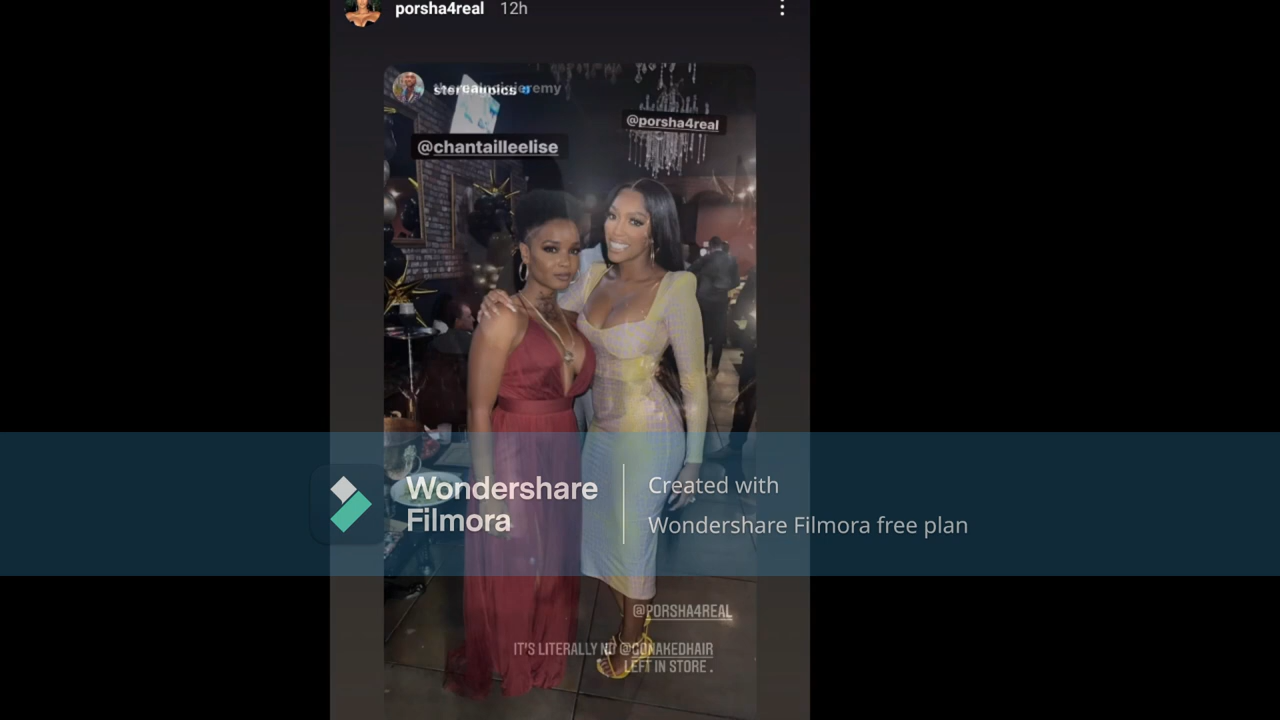 porsha4real 12h
@porsha4real
@chantailleelise
Wondershare
Filmora
Created with
Wondershare Filmora free plan
@PORSHA4REAL
IT'S LITERALLY NO @GONAKEDHAIR
LEFT IN STORE .